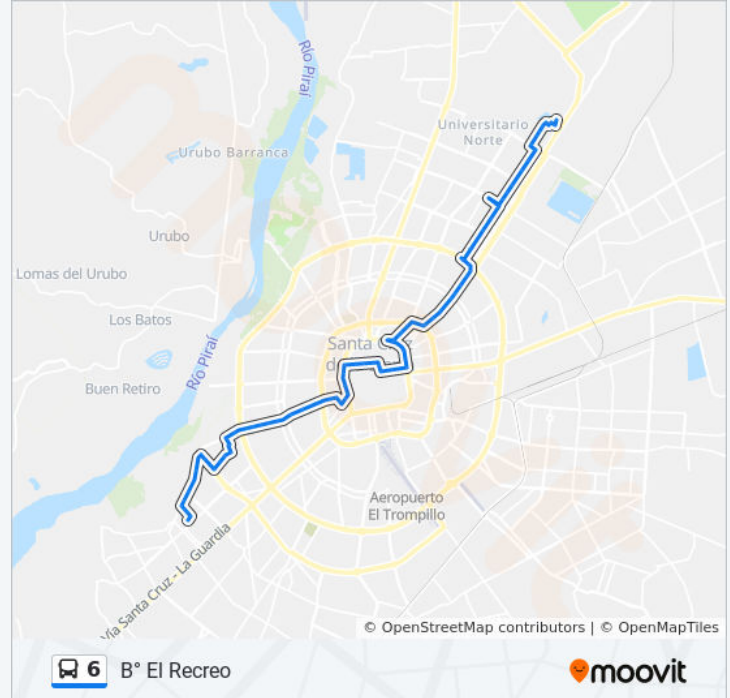 Río Piraí
Universitario
Norte
Urubo Barranca
Urubo
Lomas del Urubo
Los Batos
Río Piraí
Santa Cruz
d
Buen Retiro
Aeropuerto
El Trompillo
Vía Santa Cruz - La Guardia
© OpenStreetMap contributors | © OpenMapTiles
6 B° El Recreo
moovit